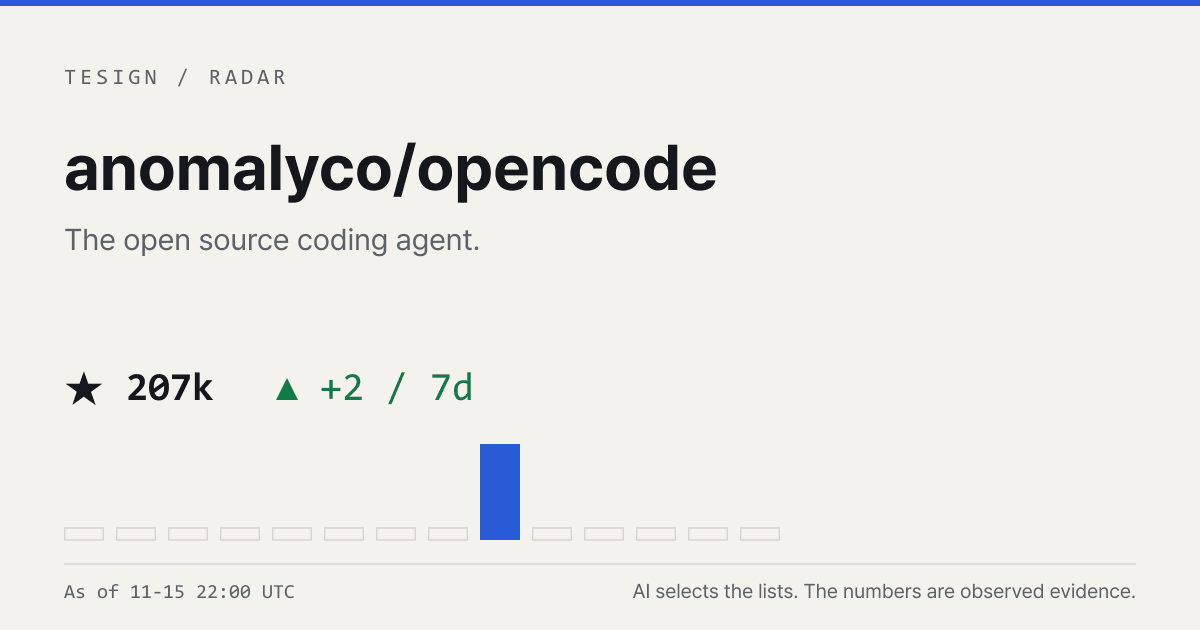 TESIGN / RADAR
anomalyco/opencode
The open source coding agent.
★ 207k ▲ +2 / 7d
As of 11-15 22:00 UTC
AI selects the lists. The numbers are observed evidence.